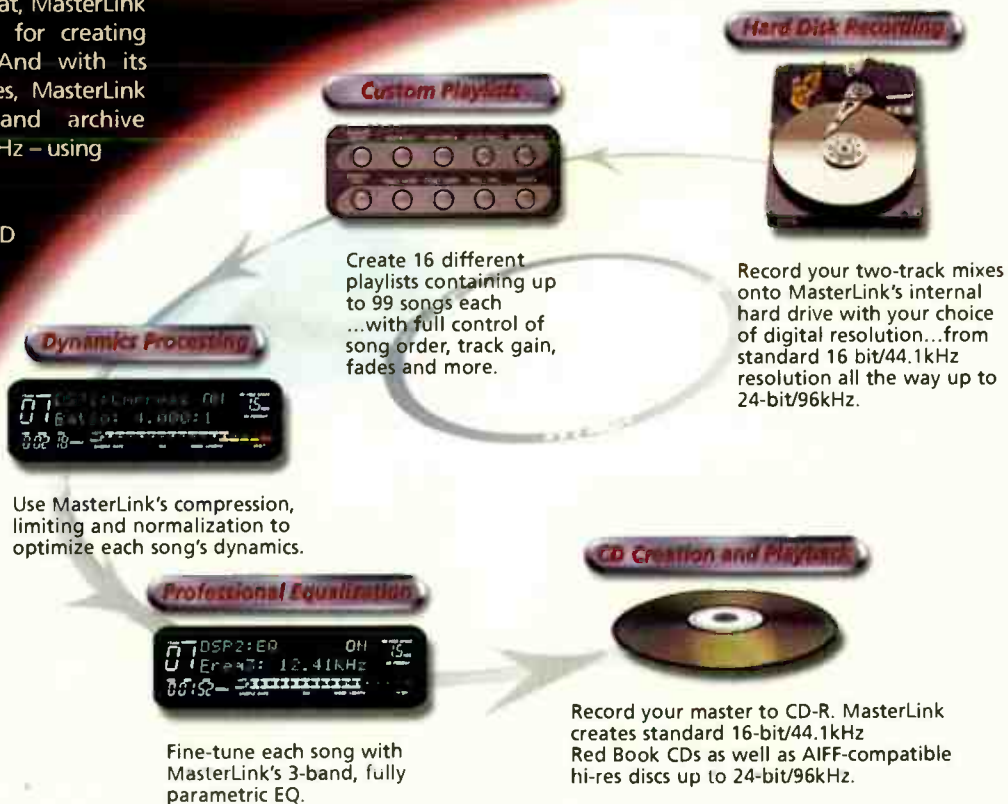 at, MasterLink
for creating
And with its
es, MasterLink
and archive
Hz – using
D
Hard Disk Recording
Record your two-track mixes
onto MasterLink's internal
hard drive with your choice
of digital resolution...from
standard 16 bit/44.1kHz
resolution all the way up to
24-bit/96kHz.
Custom Playlists
Create 16 different
playlists containing up
to 99 songs each
...with full control of
song order, track gain,
fades and more.
Dynamics Processing
07
Ratio: 4.000:1
Use MasterLink's compression,
limiting and normalization to
optimize each song's dynamics.
Professional Equalization
07 DSP2:EQ ON
12.41KHz
00:52
Fine-tune each song with
MasterLink's 3-band, fully
parametric EQ.
CD Creation and Playback
Record your master to CD-R. MasterLink
creates standard 16-bit/44.1kHz
Red Book CDs as well as AIFF-compatible
hi-res discs up to 24-bit/96kHz.